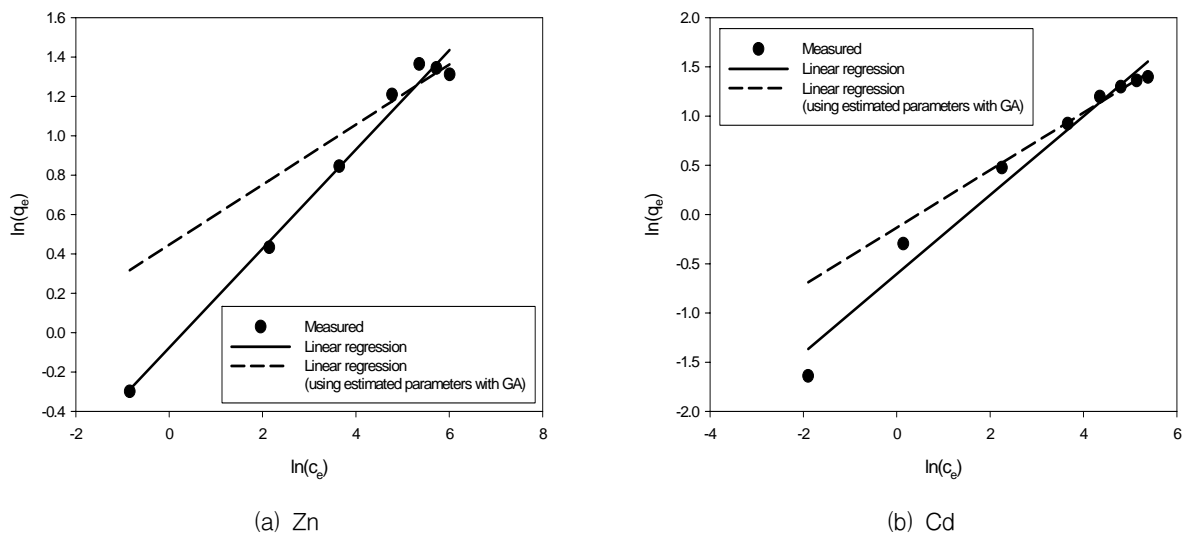 1.6
1.4
1.2
1.0
0.8
0.6
0.4
0.2
0.0
-0.2
-0.4
ln(qe)
Measured
Linear regression
Linear regression
(using estimated parameters with GA)
-2 0 2 4 6 8
ln(ce)
(a) Zn
2.0
1.5
1.0
0.5
0.0
-0.5
-1.0
-1.5
-2.0
ln(qe)
Measured
Linear regression
Linear regression
(using estimated parameters with GA)
-4 -2 0 2 4 6
ln(ce)
(b) Cd